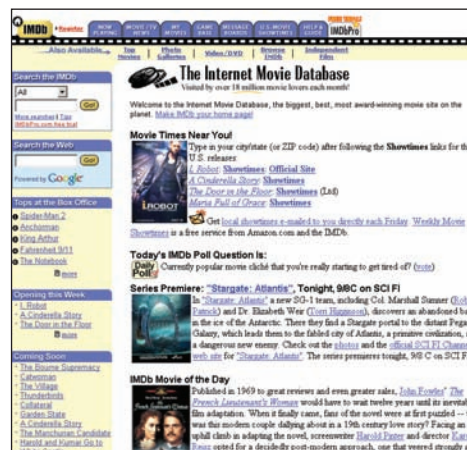 IMDb
Register
NOW PLAYING
MOVIE/TV NEWS
MY MOVIES
GAME BASE
MESSAGE BOARDS
U.S. MOVIE SHOWTIMES
HELP & GUIDE
IMDbPro
Also Available
Top Movies
Photo Galleries
Video/DVD
Browse IMDb
Independent Film
Search the IMDb
All
Go!
More searches | Tips
IMDbPro.com free trial
Search the Web
Go!
Powered by Google
Tops at the Box Office
Spider-Man 2
Anchorman
King Arthur
Fahrenheit 9/11
The Notebook
more
Opening this Week
I, Robot
A Cinderella Story
The Door in the Floor
more
Coming Soon
The Bourne Supremacy
Catwoman
The Village
Thunderbirds
Collateral
Garden State
A Cinderella Story
The Manchurian Candidate
Harold and Kumar Go to
The Internet Movie Database
Visited by over 18 million movie lovers each month!
Welcome to the Internet Movie Database, the biggest, best, most award-winning movie site on the
planet. Make IMDb your home page!
Movie Times Near You!
Type in your city/state (or ZIP code) after following the Showtimes links for th
U.S. releases:
I, Robot: Showtimes: Official Site
A Cinderella Story: Showtimes
The Door in the Floor: Showtimes (Ltd)
Maria Full of Grace: Showtimes
I, ROBOT
Get local showtimes e-mailed to you directly each Friday. Weekly Movie
Showtimes is a free service from Amazon.com and the IMDb.
Today's IMDb Poll Question Is:
Daily Poll
Currently popular movie cliché that you're really starting to get tired of? (vote)
Series Premiere: "Stargate: Atlantis", Tonight, 9/8C on SCI FI
In "Stargate: Atlantis" a new SG-1 team, including Col. Marshall Sumner (Rob
Patrick) and Dr. Elizabeth Weir (Torri Higginson), discovers an abandoned ba
in the ice of the Antarctic. There they find a Stargate portal to the distant Pega
Galaxy, which leads them to the fabled city of Atlantis, a primitive civilization,
a dangerous new enemy. Check out the photos and the official SCI FI Chann
web site for "Stargate: Atlantis". The series premieres tonight, 9/8 C on SCI F
IMDb Movie of the Day
Published in 1969 to great reviews and even greater sales, John Fowles' The
French Lieutenant's Woman would have to wait twelve years until its inevitab
film adaptation. When it finally came, fans of the novel were at first puzzled --
was this modern couple dallying about in a 19th century love story? Facing an
uphill climb in adapting the novel, screenwriter Harold Pinter and director Kar
Reisz opted for a decidedly post-modern approach, one that veered strongly